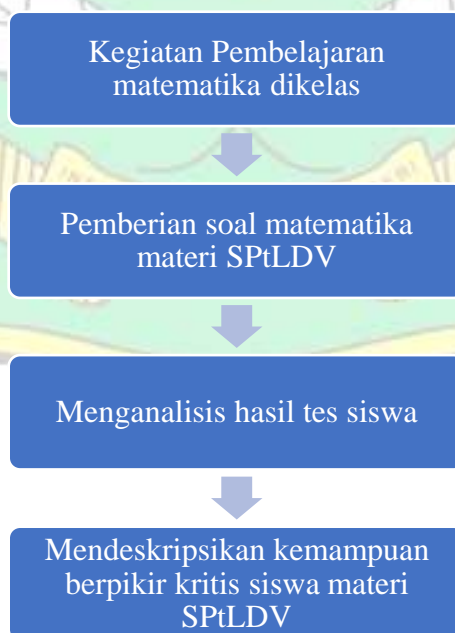 Kegiatan Pembelajaran
matematika dikelas
Pemberian soal matematika
materi SPtLDV
Menganalisis hasil tes siswa
Mendeskripsikan kemampuan
berpikir kritis siswa materi
SPtLDV